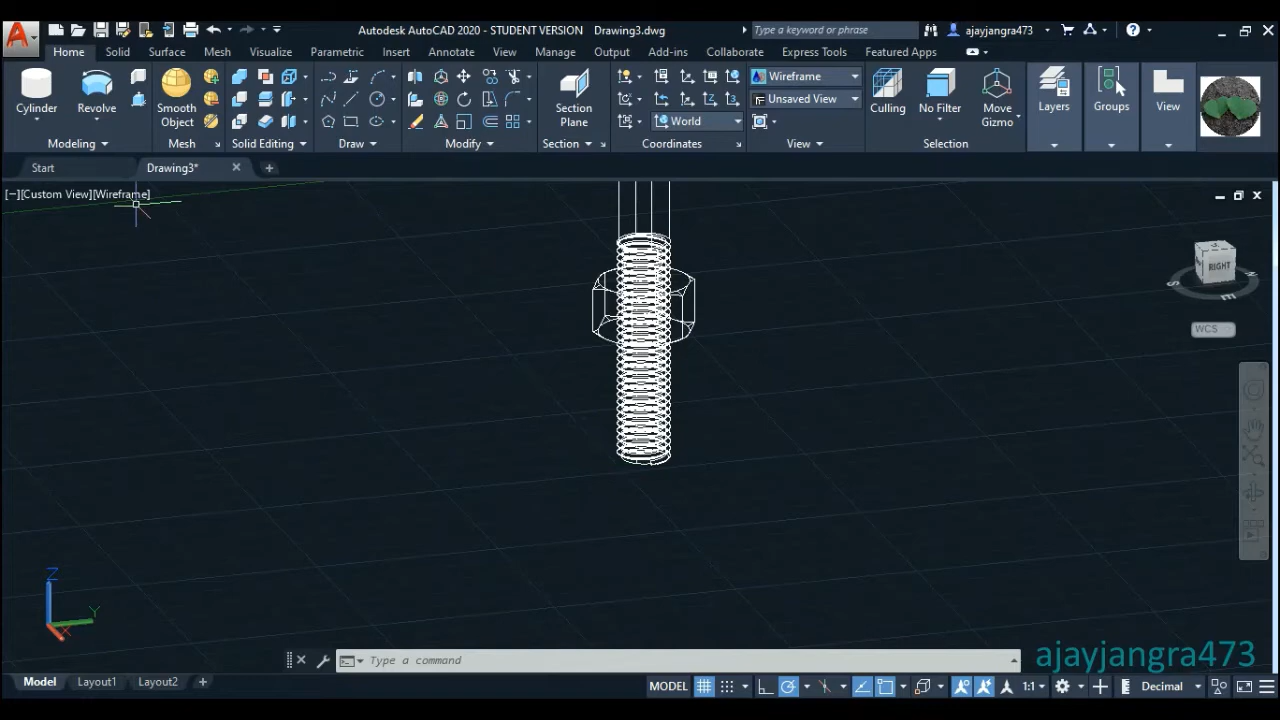 Autodesk AutoCAD 2020 - STUDENT VERSION Drawing3.dwg
Type a keyword or phrase
ajayjangra473
Home Solid Surface Mesh Visualize Parametric Insert Annotate View Manage Output Add-ins Collaborate Express Tools Featured Apps
Cylinder
Revolve
Smooth
Object
Section
Plane
Wireframe
Unsaved View
World
Culling
No Filter
Move
Gizmo
Layers
Groups
View
Modeling
Mesh
Solid Editing
Draw
Modify
Section
Coordinates
View
Selection
Start
Drawing3*
[−][Custom View][Wireframe]
RIGHT
S
E
N
WCS
Z
Y
X
Type a command
ajayjangra473
Model Layout1 Layout2
MODEL
1:1
Decimal